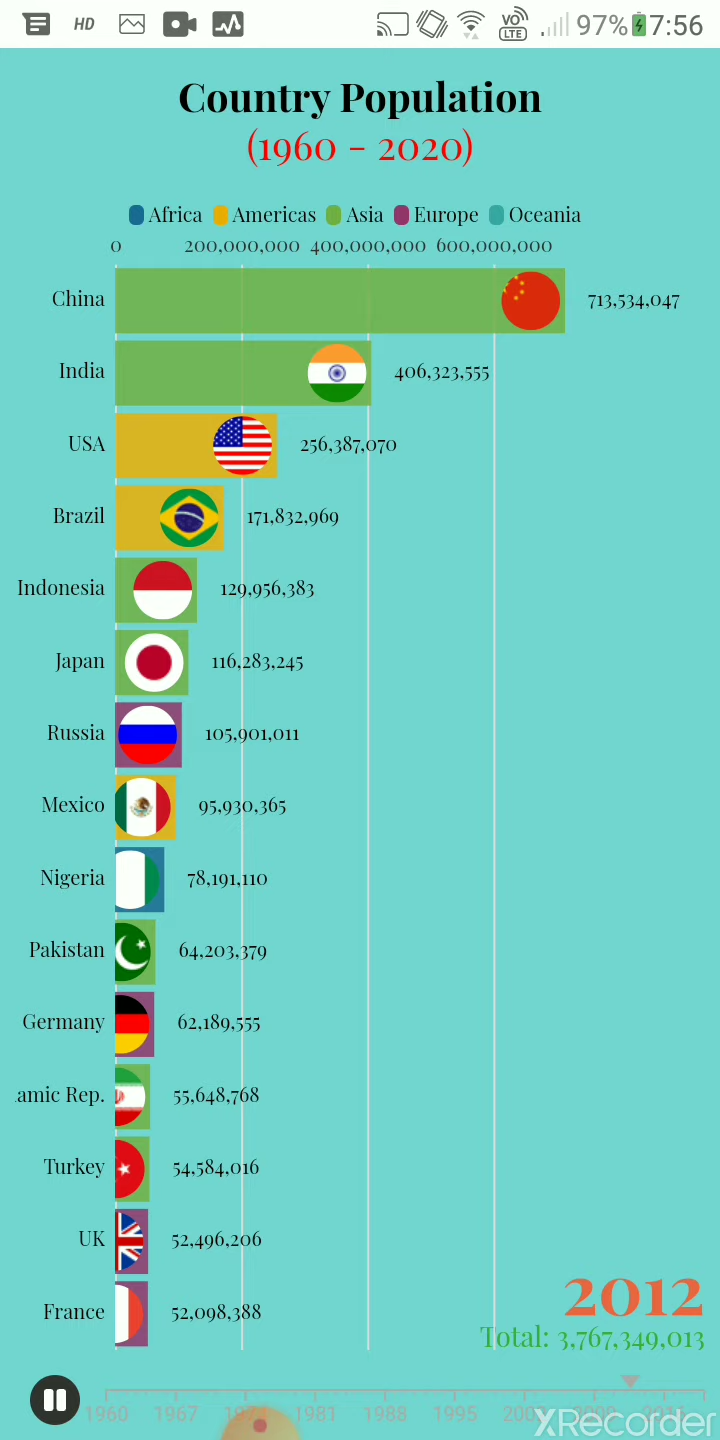 HD VO LTE 97% 7:56
Country Population
(1960 - 2020)
Africa Americas Asia Europe Oceania
0 200,000,000 400,000,000 600,000,000
China 713,534,047
India 406,323,555
USA 256,387,070
Brazil 171,832,969
Indonesia 129,956,383
Japan 116,283,245
Russia 105,901,011
Mexico 95,930,365
Nigeria 78,191,110
Pakistan 64,203,379
Germany 62,189,555
amic Rep. 55,648,768
Turkey 54,584,016
UK 52,496,206
France 52,098,388
2012
Total: 3,767,349,013
1960 1967 1981 1988 1995
XRecorder